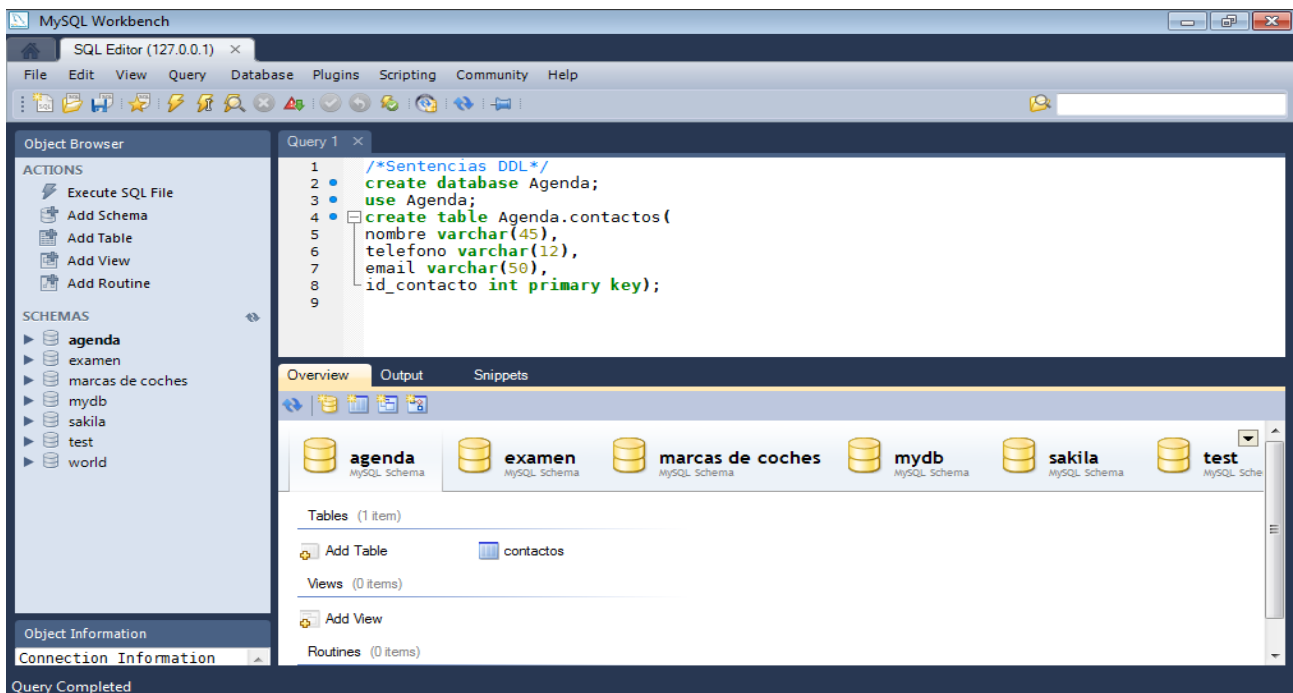 MySQL Workbench
SQL Editor (127.0.0.1)
File Edit View Query Database Plugins Scripting Community Help
Object Browser
ACTIONS
Execute SQL File
Add Schema
Add Table
Add View
Add Routine
SCHEMAS
agenda
examen
marcas de coches
mydb
sakila
test
world
Object Information
Connection Information
Query 1
1 /*Sentencias DDL*/
2 create database Agenda;
3 use Agenda;
4 create table Agenda.contactos(
5 nombre varchar(45),
6 telefono varchar(12),
7 email varchar(50),
8 id_contacto int primary key);
9
Overview Output Snippets
agenda examen marcas de coches mydb sakila test
MySQL Schema MySQL Schema MySQL Schema MySQL Schema MySQL Schema MySQL Sche
Tables (1 item)
Add Table contactos
Views (0 items)
Add View
Routines (0 items)
Query Completed